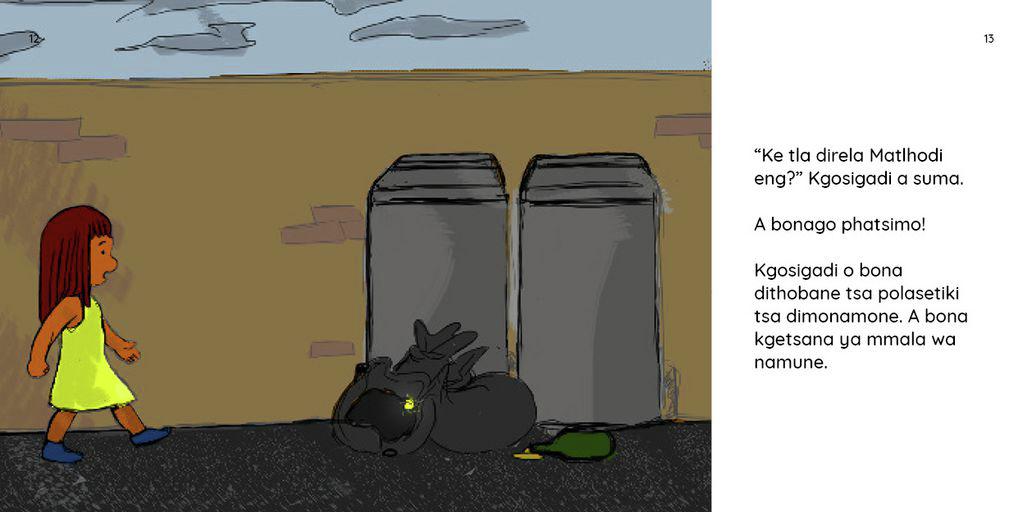 12
13
“Ke tla direla Matlhodi
eng?” Kgosigadi a suma.
A bonago phatsimo!
Kgosigadi o bona
dithobane tsa polasetiki
tsa dimonamone. A bona
kgetsana ya mmala wa
namune.